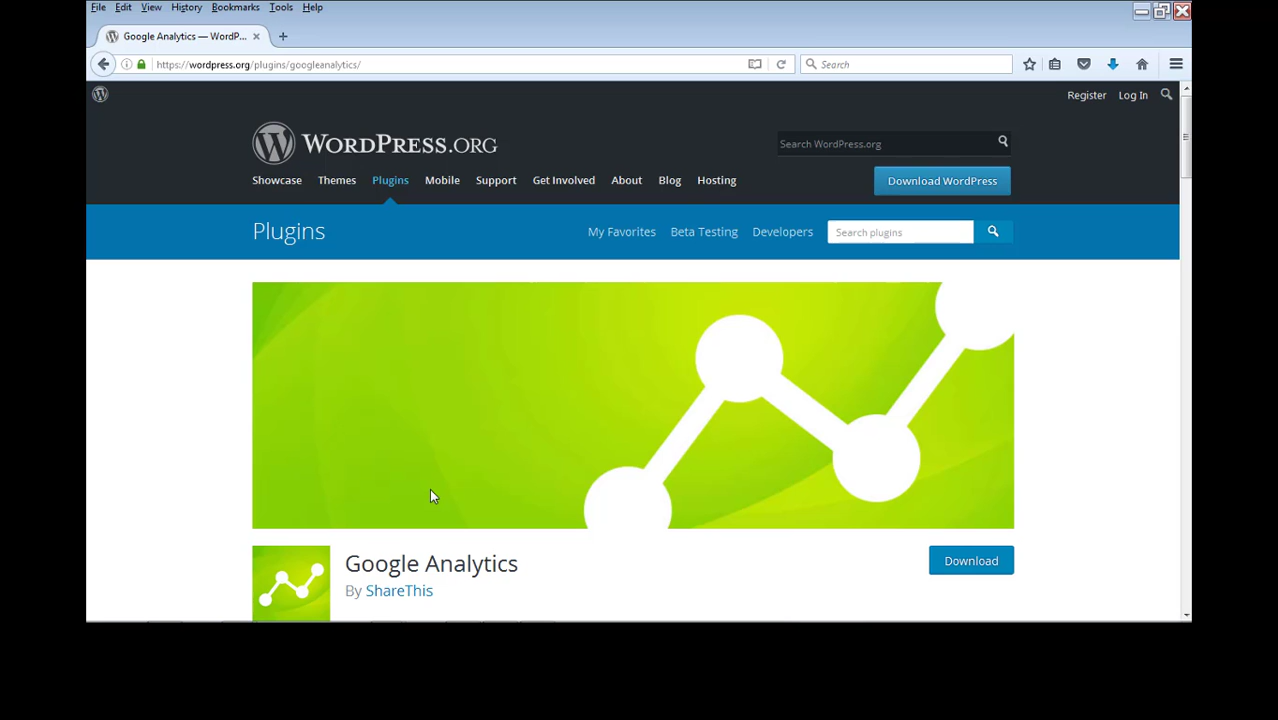 File Edit View History Bookmarks Tools Help
Google Analytics — WordP...
https://wordpress.org/plugins/googleanalytics/
Search
Register Log In
WORDPRESS.ORG
Search WordPress.org
Showcase Themes Plugins Mobile Support Get Involved About Blog Hosting
Download WordPress
Plugins
My Favorites Beta Testing Developers
Search plugins
Google Analytics
Download
By ShareThis